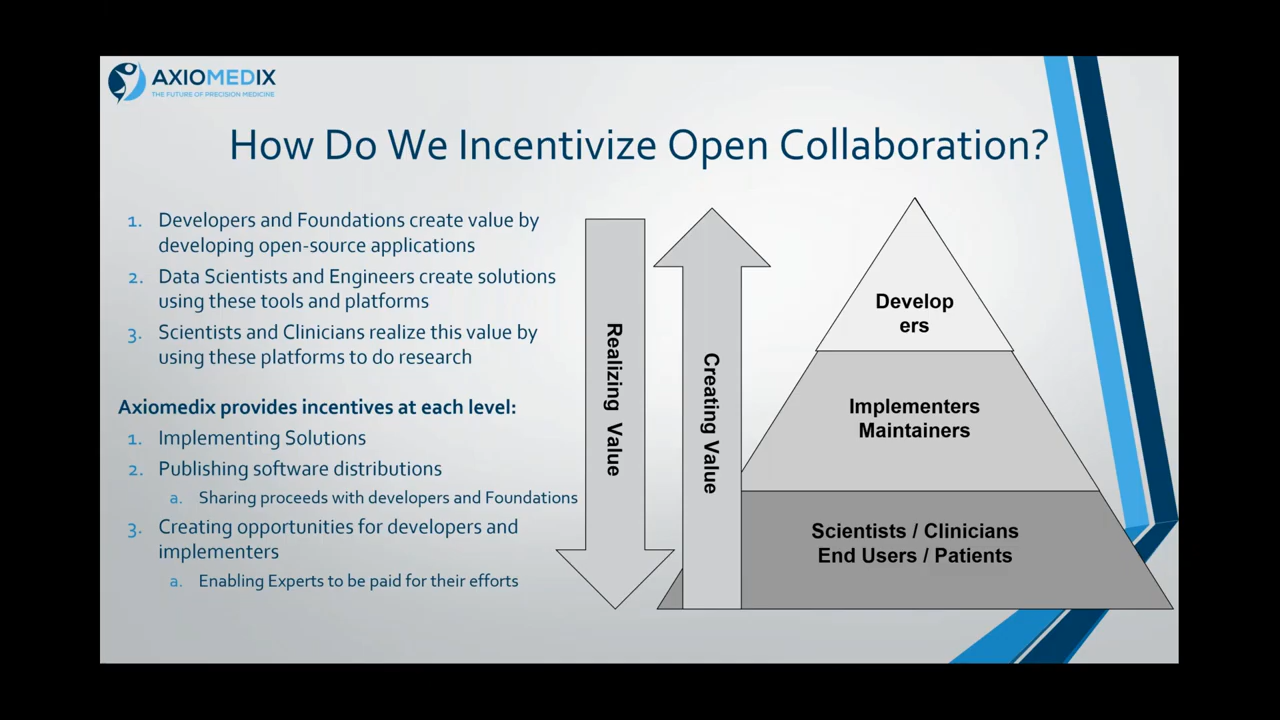 AXIOMEDIX
THE FUTURE OF PRECISION MEDICINE
How Do We Incentivize Open Collaboration?
1. Developers and Foundations create value by
developing open-source applications
2. Data Scientists and Engineers create solutions
using these tools and platforms
3. Scientists and Clinicians realize this value by
using these platforms to do research
Axiomedix provides incentives at each level:
1. Implementing Solutions
2. Publishing software distributions
a. Sharing proceeds with developers and Foundations
3. Creating opportunities for developers and
implementers
a. Enabling Experts to be paid for their efforts
Realizing Value
Creating Value
Develop
ers
Implementers
Maintainers
Scientists / Clinicians
End Users / Patients